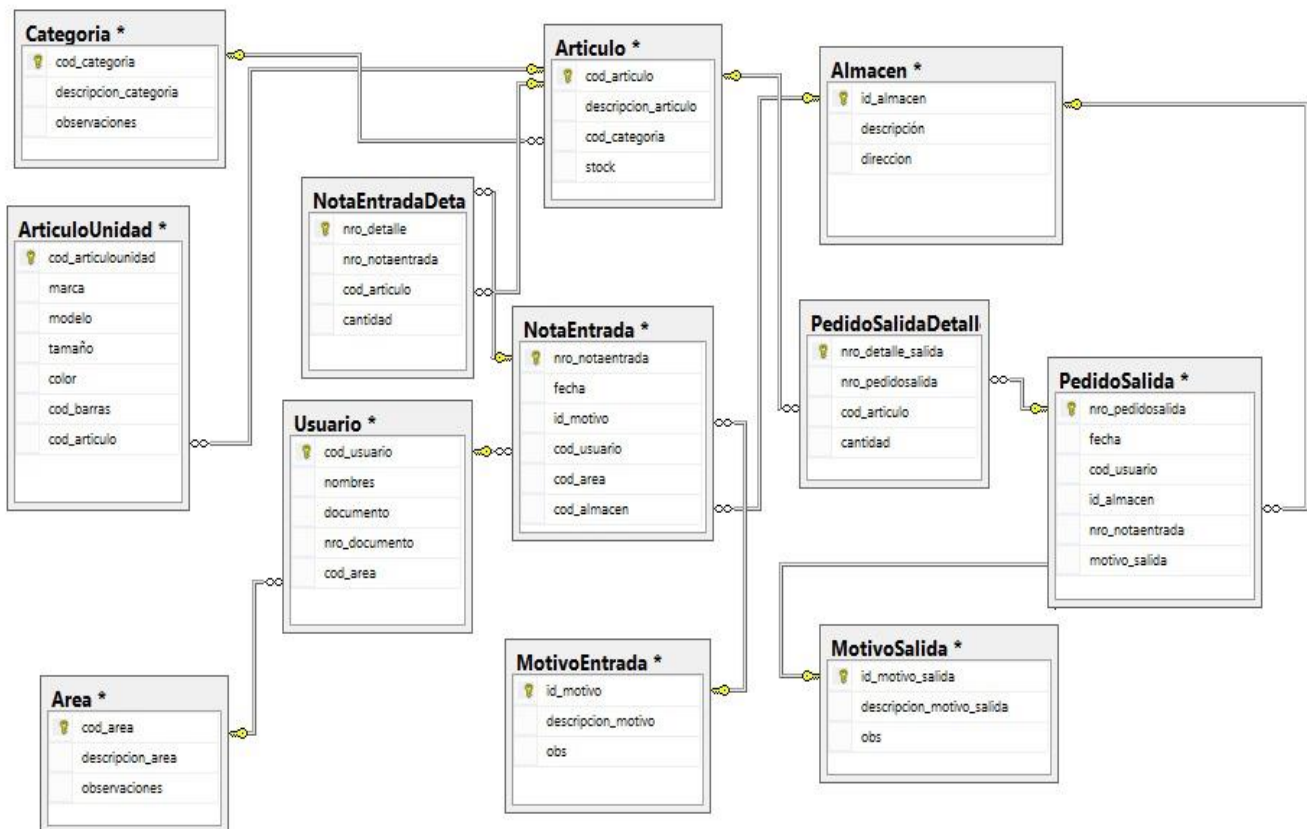 Categoria *
cod_categoria
descripcion_categoria
observaciones
Articulo *
cod_articulo
descripcion_articulo
cod_categoria
stock
Almacen *
id_almacen
descripción
direccion
NotaEntradaDeta
nro_detalle
nro_notaentrada
cod_articulo
cantidad
ArticuloUnidad *
cod_articulounidad
marca
modelo
tamaño
color
cod_barras
cod_articulo
NotaEntrada *
nro_notaentrada
fecha
id_motivo
cod_usuario
cod_area
cod_almacen
PedidoSalidaDetall
nro_detalle_salida
nro_pedidosalida
cod_articulo
cantidad
PedidoSalida *
nro_pedidosalida
fecha
cod_usuario
id_almacen
nro_notaentrada
motivo_salida
Usuario *
cod_usuario
nombres
documento
nro_documento
cod_area
MotivoEntrada *
id_motivo
descripcion_motivo
obs
MotivoSalida *
id_motivo_salida
descripcion_motivo_salida
obs
Area *
cod_area
descripcion_area
observaciones